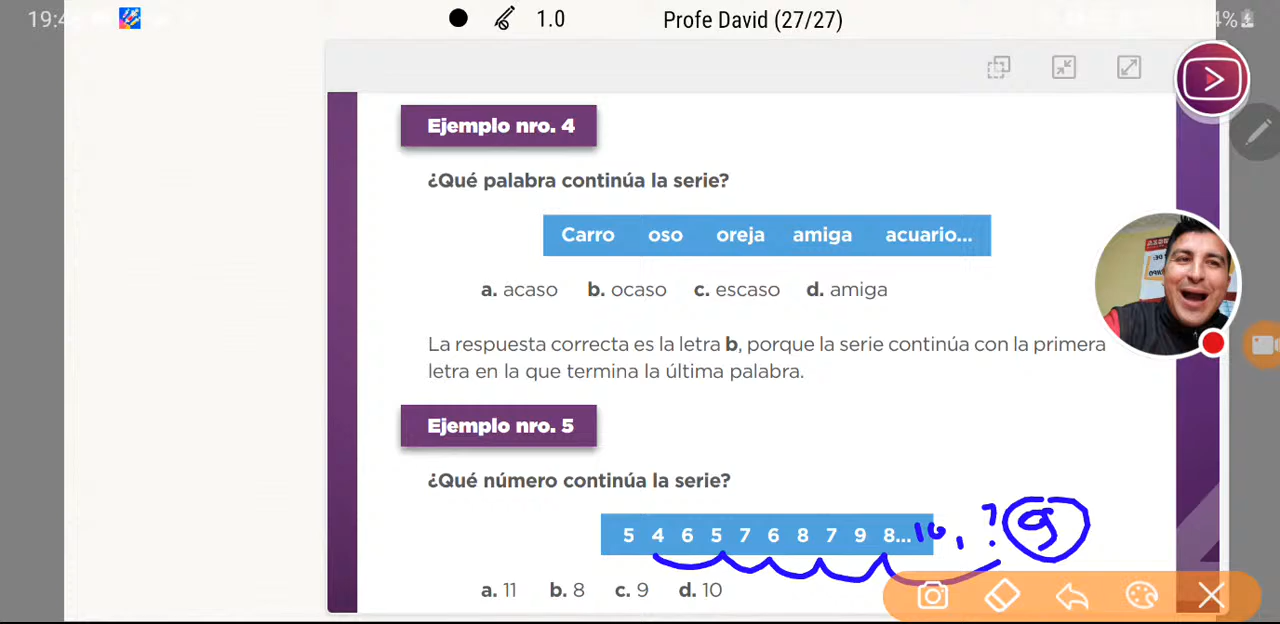 19:4
1.0
Profe David (27/27)
4%
Ejemplo nro. 4
¿Qué palabra continúa la serie?
Carro oso oreja amiga acuario...
a. acaso b. ocaso c. escaso d. amiga
La respuesta correcta es la letra b, porque la serie continúa con la primera
letra en la que termina la última palabra.
Ejemplo nro. 5
¿Qué número continúa la serie?
5 4 6 5 7 6 8 7 9 8... 10, ? 9
a. 11 b. 8 c. 9 d. 10